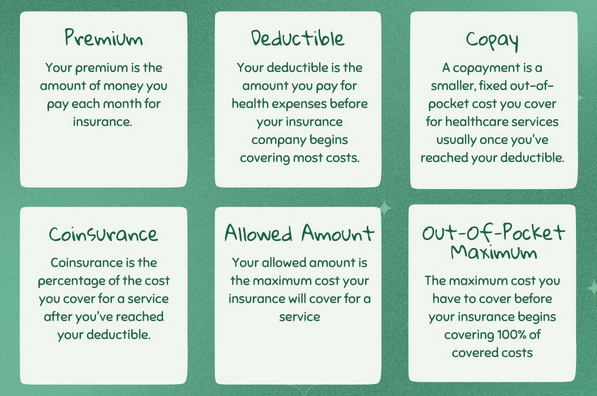 Premium
Your premium is the
amount of money you
pay each month for
insurance.
Deductible
Your deductible is the
amount you pay for
health expenses before
your insurance
company begins
covering most costs.
Copay
A copayment is a
smaller, fixed out-of-
pocket cost you cover
for healthcare services
usually once you've
reached your deductible.
Coinsurance
Coinsurance is the
percentage of the cost
you cover for a service
after you've reached
your deductible.
Allowed Amount
Your allowed amount is
the maximum cost your
insurance will cover for a
service
Out-Of-Pocket
Maximum
The maximum cost you
have to cover before
your insurance begins
covering 100% of
covered costs